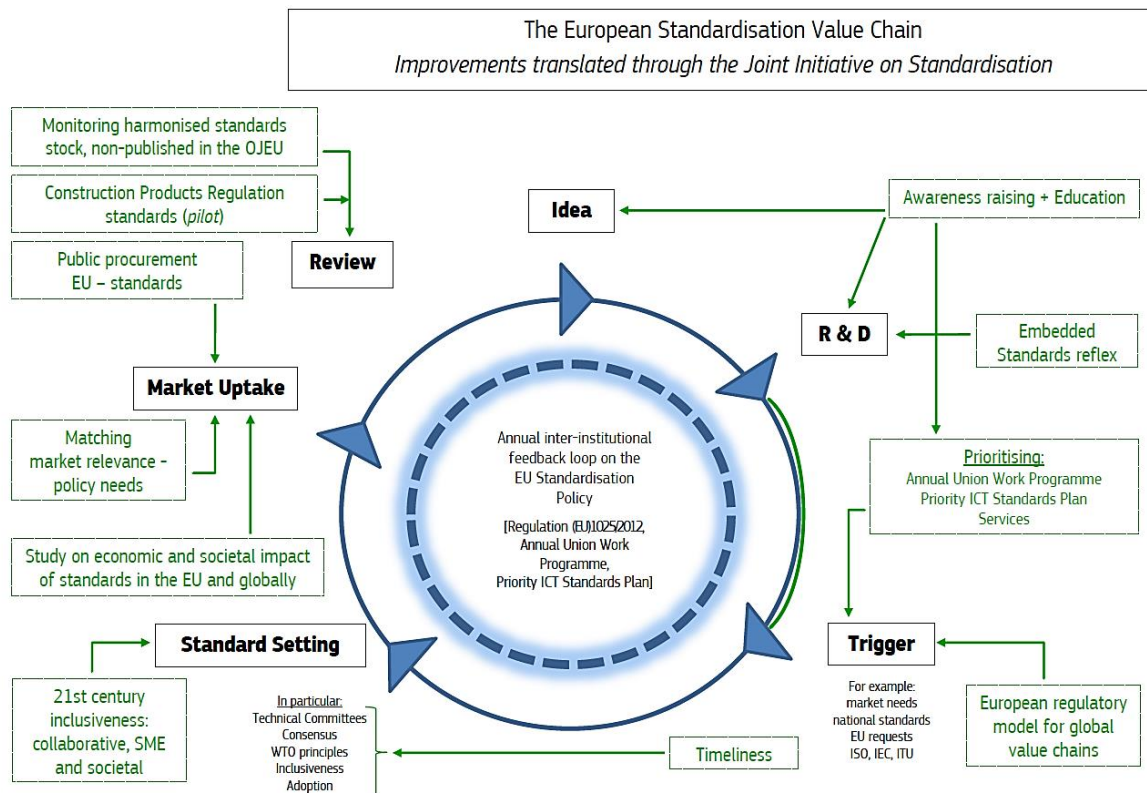 The European Standardisation Value Chain
Improvements translated through the Joint Initiative on Standardisation
Monitoring harmonised standards
stock, non-published in the OJEU
Construction Products Regulation
standards (pilot)
Public procurement
EU – standards
Review
Idea
Awareness raising + Education
R & D
Embedded
Standards reflex
Market Uptake
Matching
market relevance –
policy needs
Annual inter-institutional
feedback loop on the
EU Standardisation
Policy
[Regulation (EU)1025/2012,
Annual Union Work
Programme,
Priority ICT Standards Plan]
Prioritising:
Annual Union Work Programme
Priority ICT Standards Plan
Services
Study on economic and societal impact
of standards in the EU and globally
Standard Setting
Trigger
21st century
inclusiveness:
collaborative, SME
and societal
In particular:
Technical Committees
Consensus
WTO principles
Inclusiveness
Adoption
Timeliness
For example:
market needs
national standards
EU requests
ISO, IEC, ITU
European regulatory
model for global
value chains